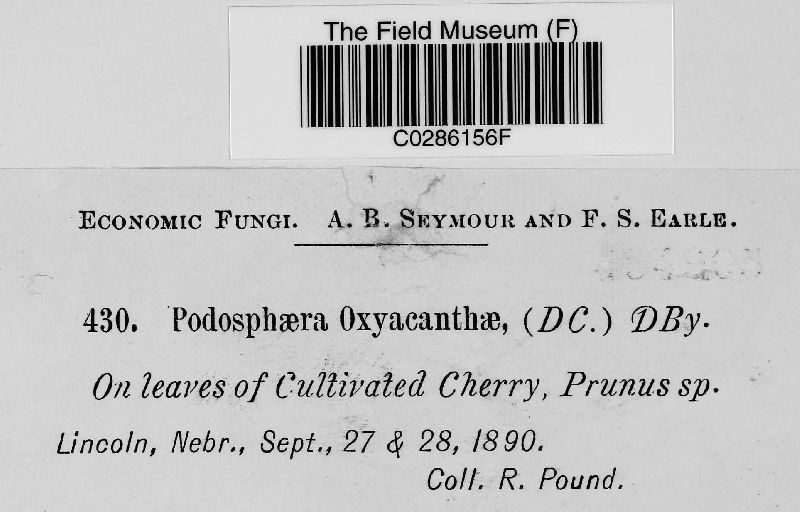 The Field Museum (F)
C0286156F
ECONOMIC FUNGI. A. B. SEYMOUR AND F. S. EARLE.
430. Podosphæra Oxyacanthæ, (DC.) DBy.
On leaves of Cultivated Cherry, Prunus sp.
Lincoln, Nebr., Sept., 27 & 28, 1890.
Coll. R. Pound.